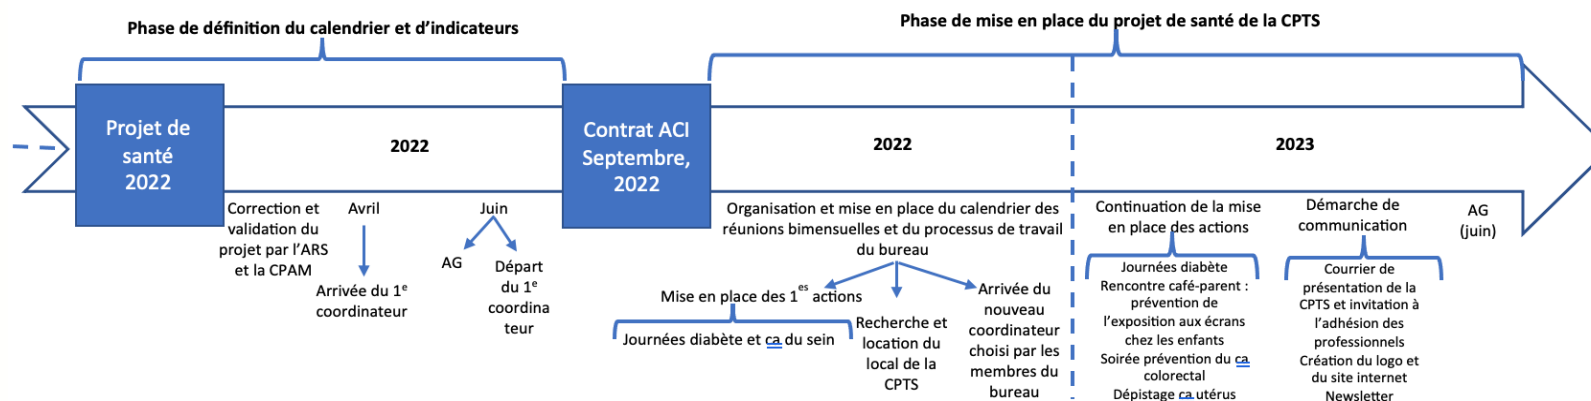 Phase de définition du calendrier et d'indicateurs
Phase de mise en place du projet de santé de la CPTS
Projet de
santé
2022
2022
Contrat ACI
Septembre,
2022
2022
2023
Correction et
validation du
projet par l'ARS
et la CPAM
Avril
Arrivée du 1e
coordinateur
Juin
AG
Départ
du 1e
coordina
teur
Organisation et mise en place du calendrier des
réunions bimensuelles et du processus de travail
du bureau
Mise en place des 1es actions
Journées diabète et ca du sein
Recherche et
location du
local de la
CPTS
Arrivée du
nouveau
coordinateur
choisi par les
membres du
bureau
Continuation de la mise
en place des actions
Journées diabète
Rencontre café-parent :
prévention de
l'exposition aux écrans
chez les enfants
Soirée prévention du ca
colorectal
Dépistage ca utérus
Démarche de
communication
Courrier de
présentation de la
CPTS et invitation à
l'adhésion des
professionnels
Création du logo et
du site internet
Newsletter
AG
(juin)